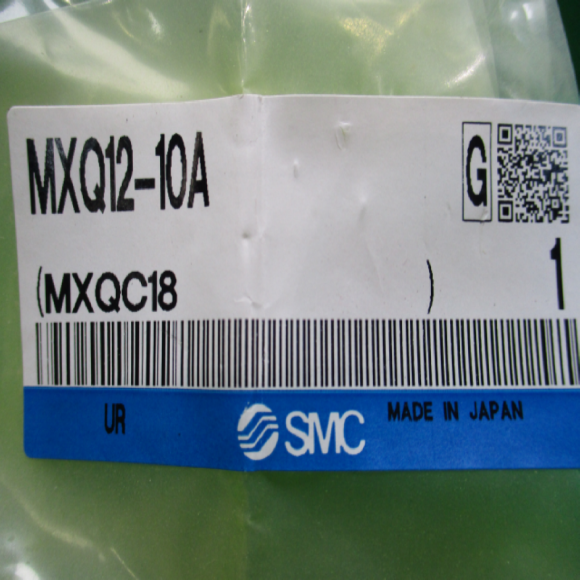 MXQ12-10A
G
(MXQC18 )
1
UR
SMC
MADE IN JAPAN